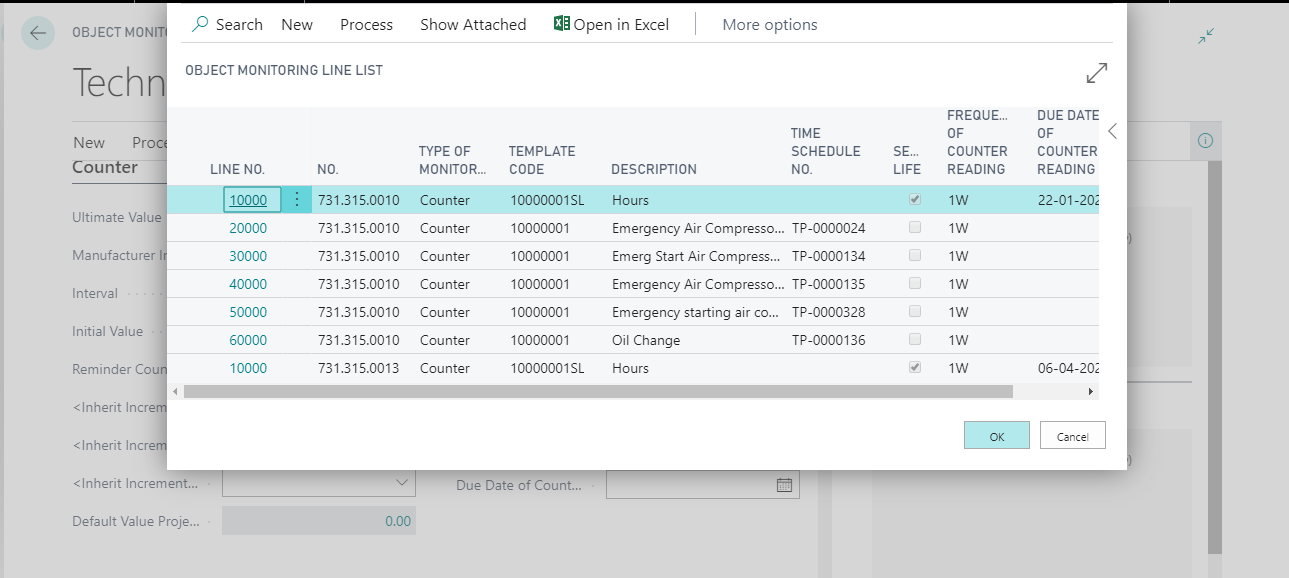 Search New Process Show Attached Open in Excel More options
OBJECT MONITORING LINE LIST
LINE NO. NO. TYPE OF MONITOR... TEMPLATE CODE DESCRIPTION TIME SCHEDULE NO. SE... LIFE FREQUE... OF COUNTER READING DUE DATE OF COUNTER READING
10000 731.315.0010 Counter 10000001SL Hours 1W 22-01-202
20000 731.315.0010 Counter 10000001 Emergency Air Compresso... TP-0000024 1W
30000 731.315.0010 Counter 10000001 Emerg Start Air Compress... TP-0000134 1W
40000 731.315.0010 Counter 10000001 Emergency Air Compresso... TP-0000135 1W
50000 731.315.0010 Counter 10000001 Emergency starting air co... TP-0000328 1W
60000 731.315.0010 Counter 10000001 Oil Change TP-0000136 1W
10000 731.315.0013 Counter 10000001SL Hours 1W 06-04-202
OK Cancel
OBJECT MONIT
Techn
New Proce
Counter
Ultimate Value
Manufacturer In
Interval
Initial Value
Reminder Coun
<Inherit Increm
<Inherit Increm
<Inherit Increment... Due Date of Count...
Default Value Proje... 0.00